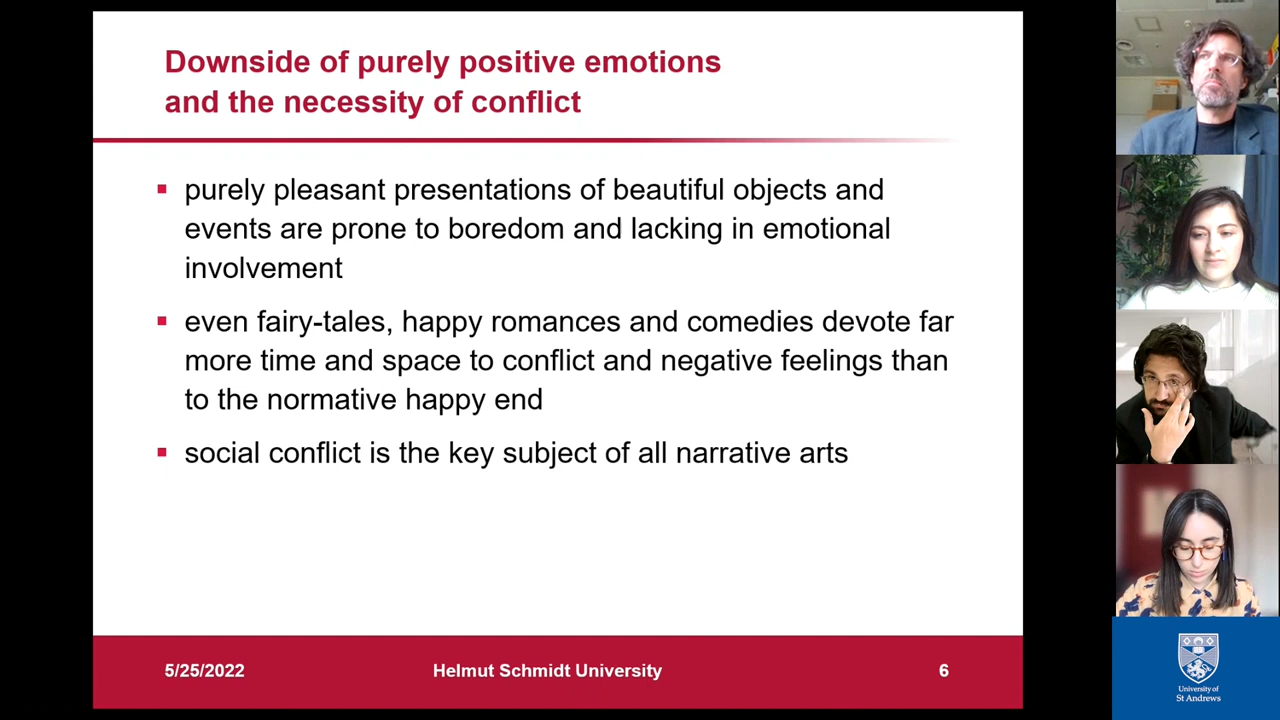 Downside of purely positive emotions
and the necessity of conflict
purely pleasant presentations of beautiful objects and
events are prone to boredom and lacking in emotional
involvement
even fairy-tales, happy romances and comedies devote far
more time and space to conflict and negative feelings than
to the normative happy end
social conflict is the key subject of all narrative arts
5/25/2022
Helmut Schmidt University
6
University of
St Andrews